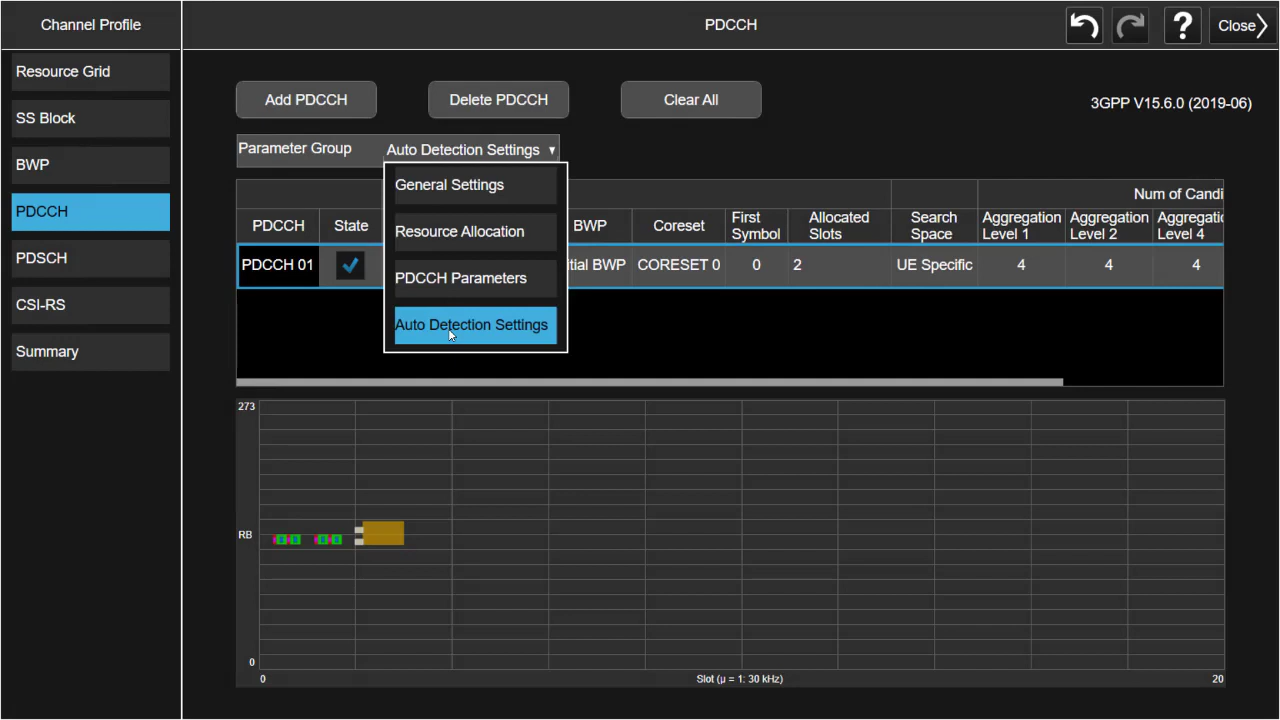 Channel Profile
PDCCH
Close
Resource Grid
SS Block
BWP
PDCCH
PDSCH
CSI-RS
Summary
Add PDCCH
Delete PDCCH
Clear All
3GPP V15.6.0 (2019-06)
Parameter Group
Auto Detection Settings
General Settings
Resource Allocation
PDCCH Parameters
Auto Detection Settings
Num of Candi
PDCCH
State
BWP
Coreset
First
Symbol
Allocated
Slots
Search
Space
Aggregation
Level 1
Aggregation
Level 2
Aggregatic
Level 4
PDCCH 01
tial BWP
CORESET 0
0
2
UE Specific
4
4
4
273
RB
0
0
Slot (μ = 1: 30 kHz)
20